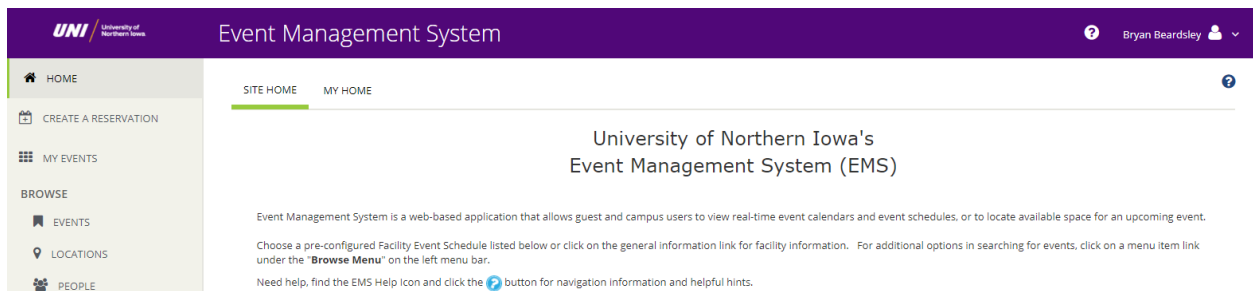 UNI University of Northern Iowa
Event Management System
? Bryan Beardsley
HOME
CREATE A RESERVATION
MY EVENTS
BROWSE
EVENTS
LOCATIONS
PEOPLE
SITE HOME MY HOME
?
University of Northern Iowa's
Event Management System (EMS)
Event Management System is a web-based application that allows guest and campus users to view real-time event calendars and event schedules, or to locate available space for an upcoming event.
Choose a pre-configured Facility Event Schedule listed below or click on the general information link for facility information. For additional options in searching for events, click on a menu item link
under the "Browse Menu" on the left menu bar.
Need help, find the EMS Help Icon and click the ? button for navigation information and helpful hints.